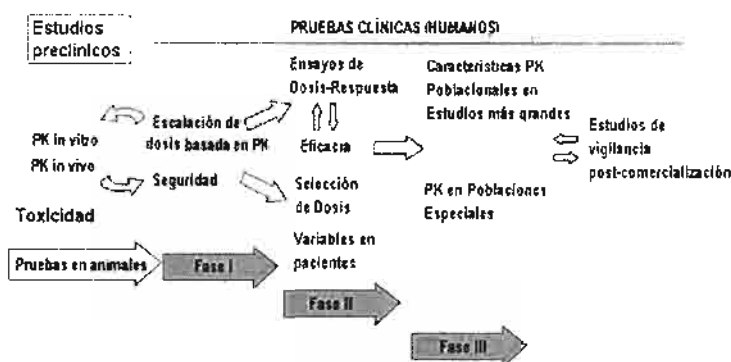 Estudios
preclínicos
PRUEBAS CLÍNICAS (HUMANOS)
PK in vitro
PK in vivo
Toxicidad
Escalación de
dosis basada en PK
Seguridad
Ensayos de
Dosis-Respuesta
Eficacia
Selección
de Dosis
Variables en
pacientes
Características PK
Poblacionales en
Estudios más grandes
PK en Poblaciones
Especiales
Estudios de
vigilancia
post-comercialización
Pruebas en animales
Fase I
Fase II
Fase III